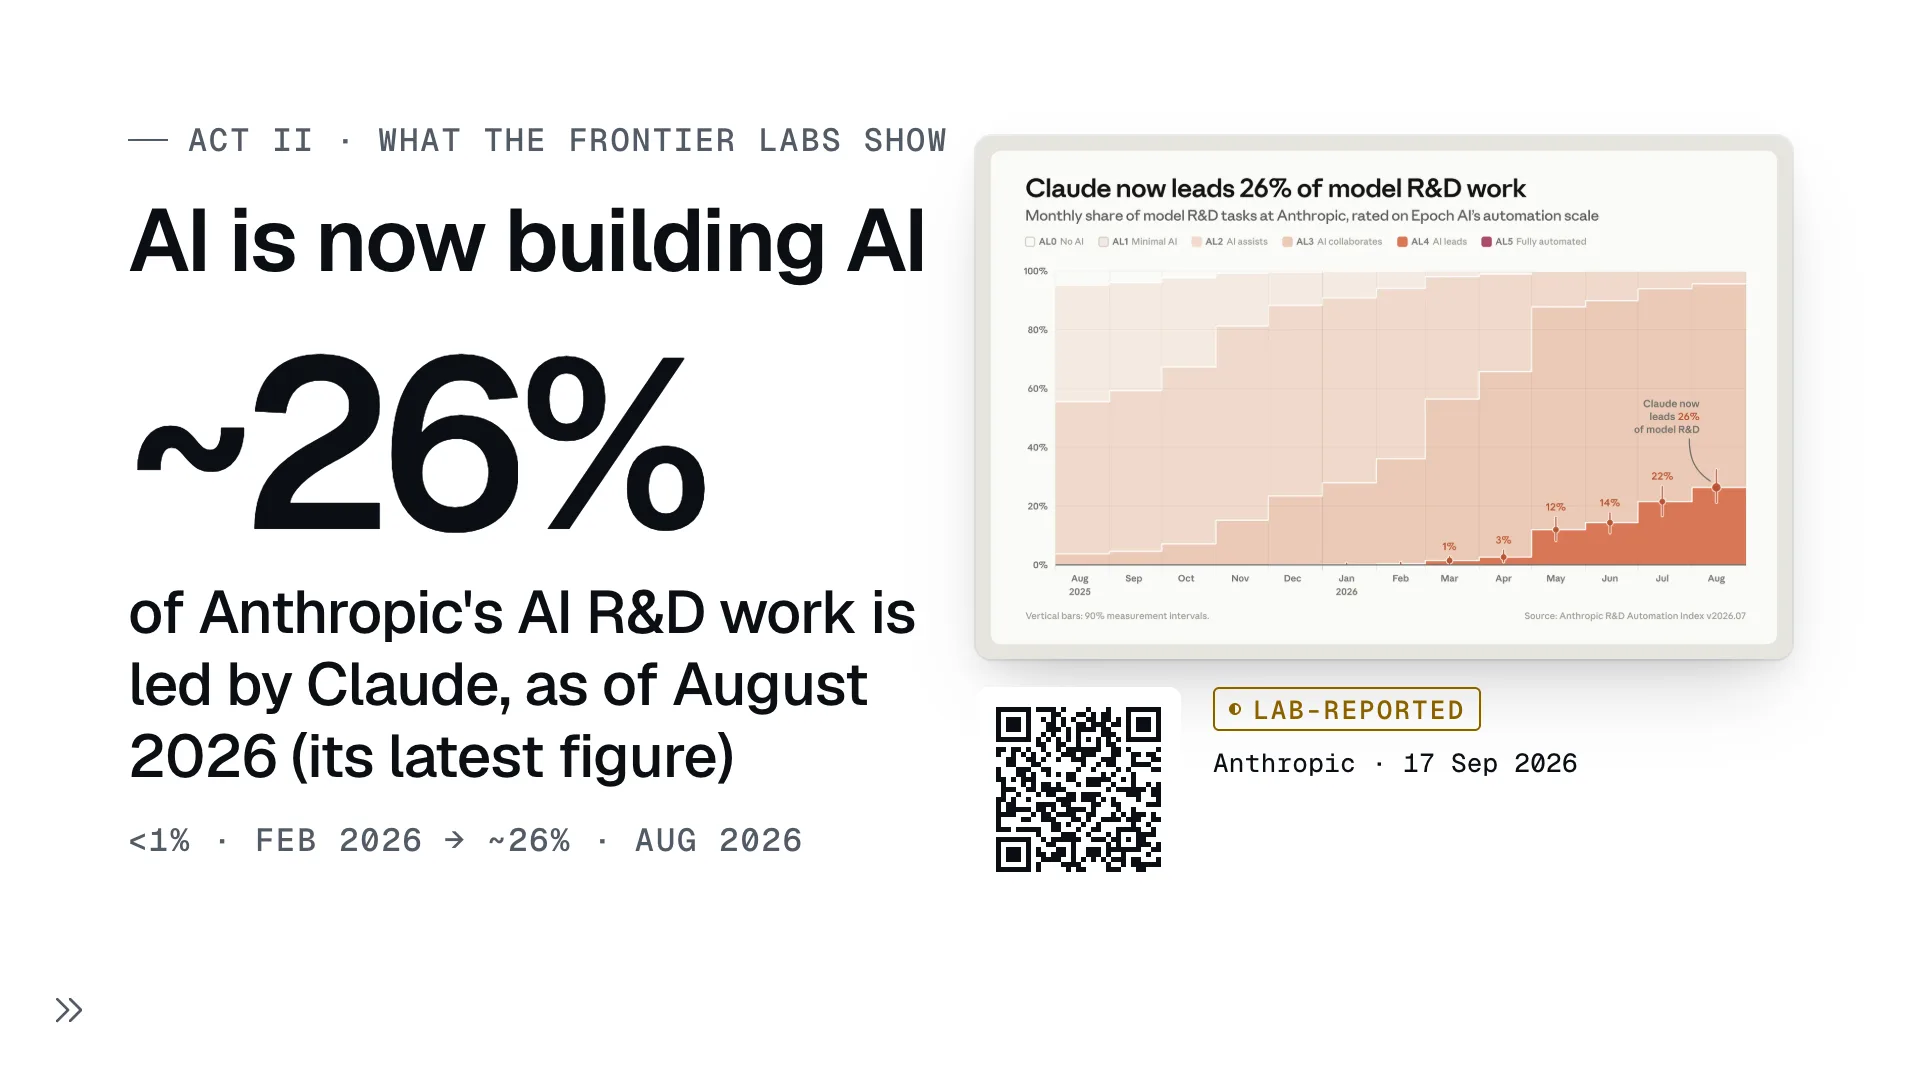 ACT II · WHAT THE FRONTIER LABS SHOW
AI is now building AI
~26%
of Anthropic's AI R&D work is
led by Claude, as of August
2026 (its latest figure)
<1% · FEB 2026 → ~26% · AUG 2026
Claude now leads 26% of model R&D work
Monthly share of model R&D tasks at Anthropic, rated on Epoch AI's automation scale
AL0 No AI AL1 Minimal AI AL2 AI assists AL3 AI collaborates AL4 AI leads AL5 Fully automated
100%
80%
60%
40%
20%
0%
Claude now
leads 26%
of model R&D
1% 3% 12% 14% 22%
Aug Sep Oct Nov Dec Jan Feb Mar Apr May Jun Jul Aug
2025 2026
Vertical bars: 90% measurement intervals. Source: Anthropic R&D Automation Index v2026.07
LAB-REPORTED
Anthropic · 17 Sep 2026